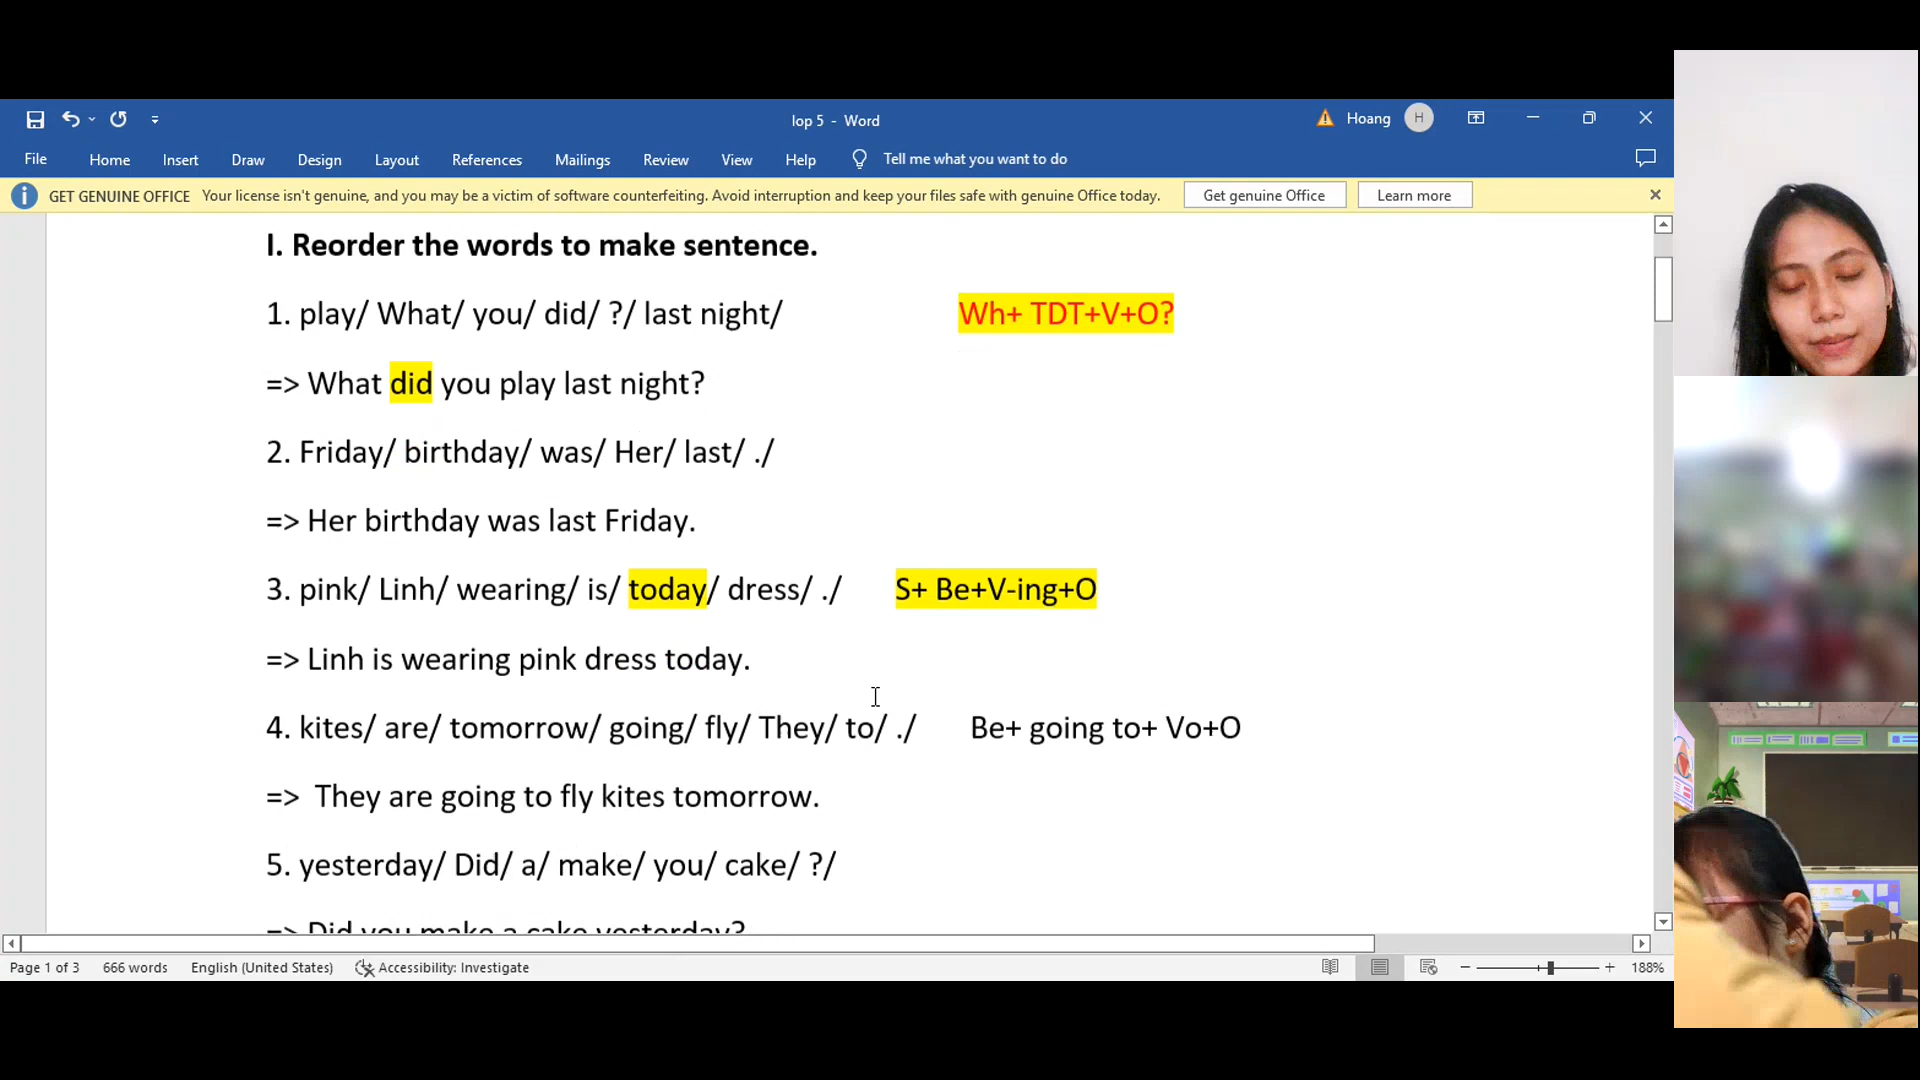 lop 5 - Word
Hoang
H
File Home Insert Draw Design Layout References Mailings Review View Help Tell me what you want to do
GET GENUINE OFFICE Your license isn't genuine, and you may be a victim of software counterfeiting. Avoid interruption and keep your files safe with genuine Office today. Get genuine Office Learn more
I. Reorder the words to make sentence.
1. play/ What/ you/ did/ ?/ last night/ Wh+ TDT+V+O?
=> What did you play last night?
2. Friday/ birthday/ was/ Her/ last/ ./
=> Her birthday was last Friday.
3. pink/ Linh/ wearing/ is/ today/ dress/ ./ S+ Be+V-ing+O
=> Linh is wearing pink dress today.
4. kites/ are/ tomorrow/ going/ fly/ They/ to/ ./ Be+ going to+ Vo+O
=> They are going to fly kites tomorrow.
5. yesterday/ Did/ a/ make/ you/ cake/ ?/
=> Did you make a cake yesterday?
Page 1 of 3 666 words English (United States) Accessibility: Investigate 188%